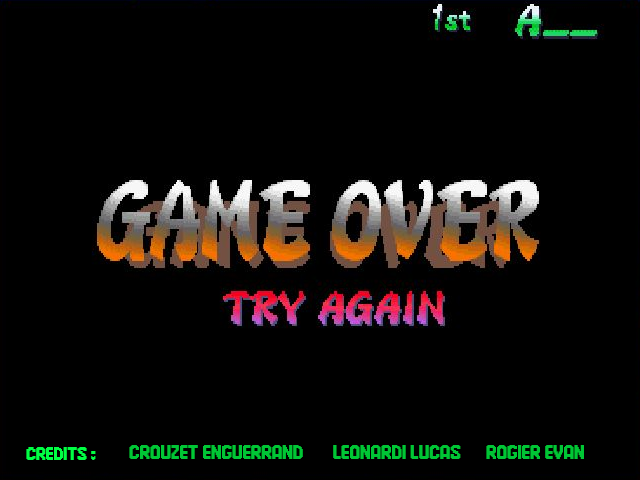 1st A__
GAME OVER
TRY AGAIN
CREDITS : CROUZET ENGUERRAND LEONARDI LUCAS ROGIER EVAN